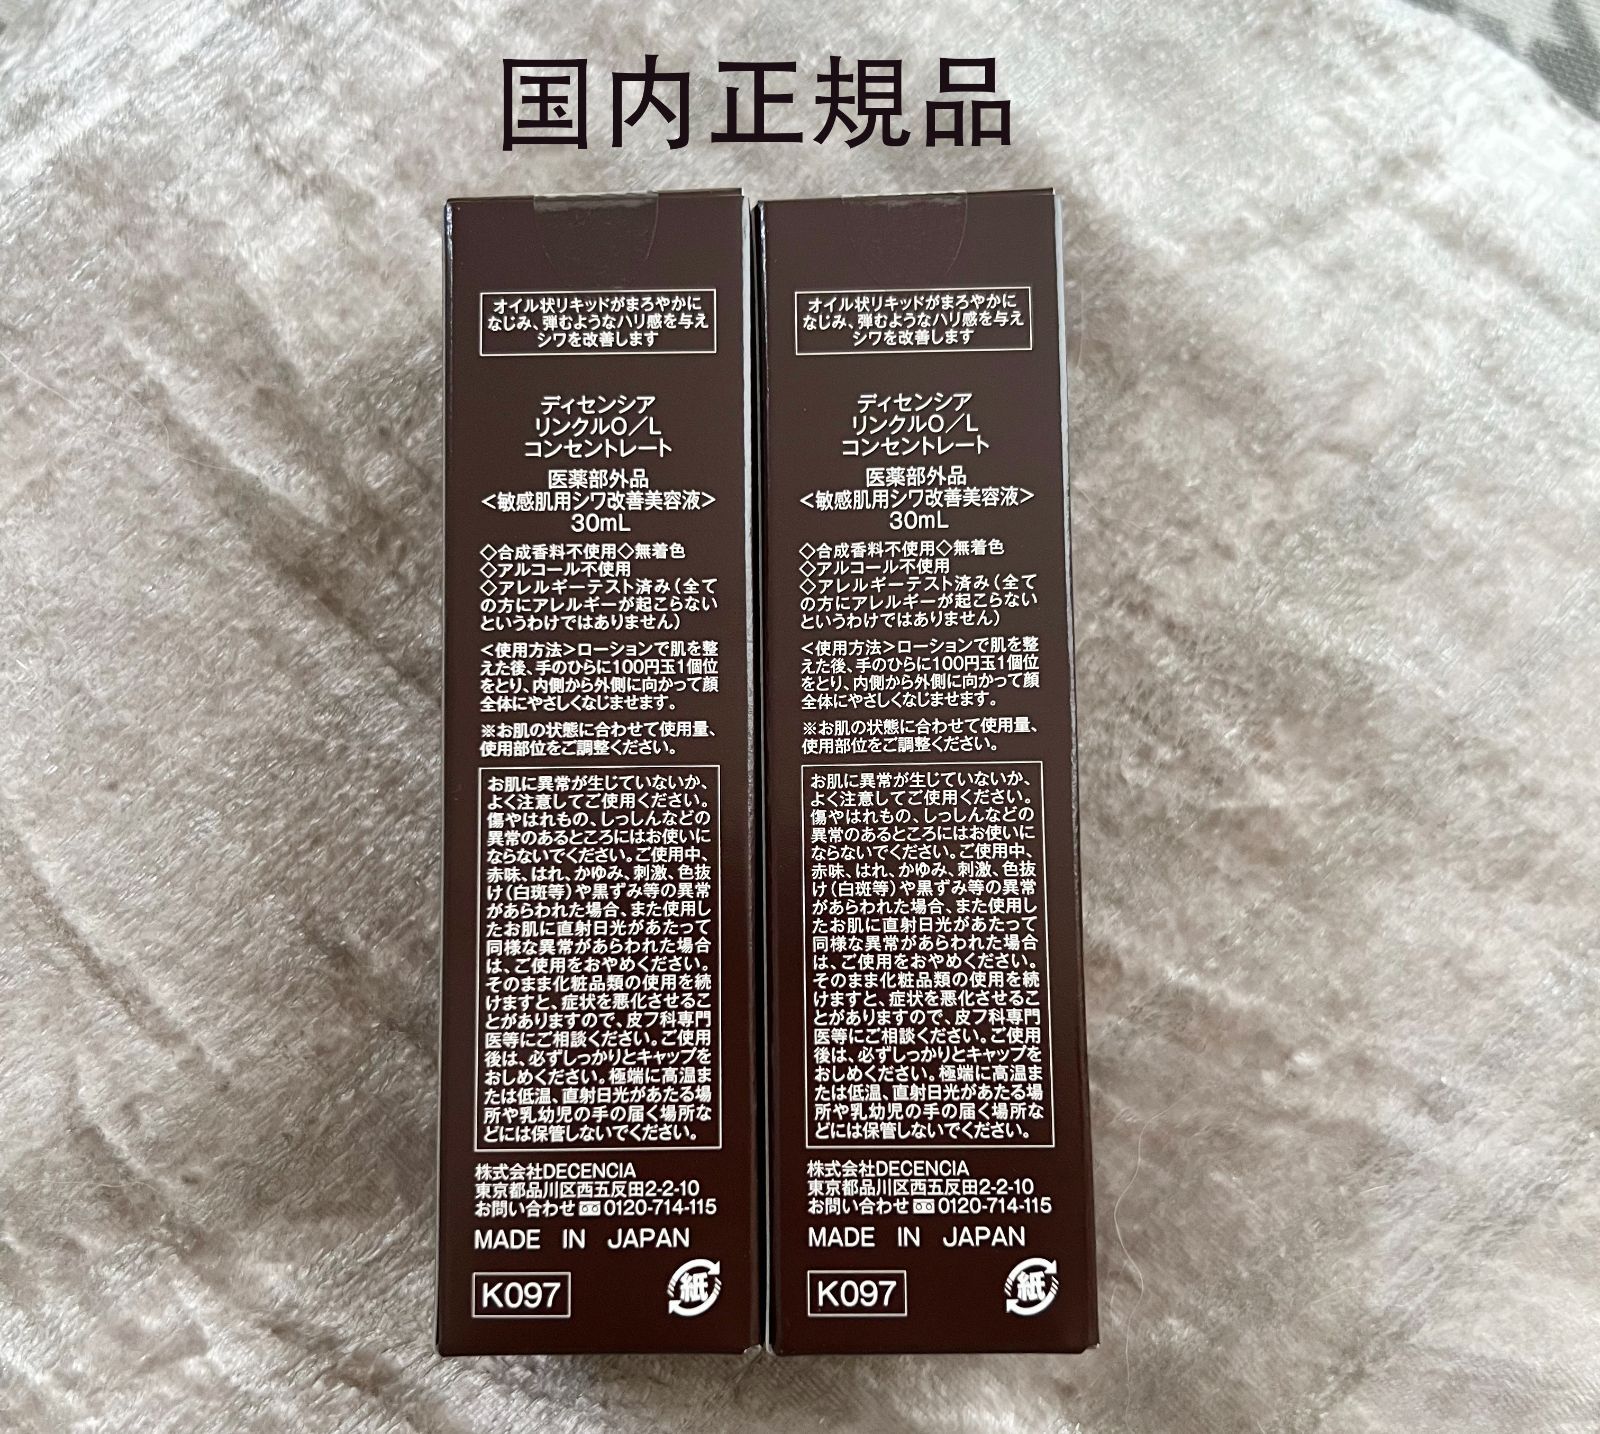 国内正規品
オイル状リキッドがまろやかに
なじみ、弾むようなハリ感を与え
シワを改善します
ディセンシア
リンクルO/L
コンセントレート
医薬部外品
<敏感肌用シワ改善美容液>
30mL
◇合成香料不使用◇無着色
◇アルコール不使用
◇アレルギーテスト済み(全て
の方にアレルギーが起こらない
というわけではありません)
<使用方法>ローションで肌を整
えた後、手のひらに100円玉1個位
をとり、内側から外側に向かって顔
全体にやさしくなじませます。
※お肌の状態に合わせて使用量、
使用部位をご調整ください。
お肌に異常が生じていないか、
よく注意してご使用ください。
傷やはれもの、しっしんなどの
異常のあるところにはお使いに
ならないでください。ご使用中、
赤味、はれ、かゆみ、刺激、色抜
け(白斑等)や黒ずみ等の異常
があらわれた場合、また使用し
たお肌に直射日光があたって
同様な異常があらわれた場合
は、ご使用をおやめください。
そのまま化粧品類の使用を続
けますと、症状を悪化させるこ
とがありますので、皮フ科専門
医等にご相談ください。ご使用
後は、必ずしっかりとキャップを
おしめください。極端に高温ま
たは低温、直射日光があたる場
所や乳幼児の手の届く場所な
どには保管しないでください。
株式会社DECENCIA
東京都品川区西五反田2-2-10
お問い合わせ 0120-714-115
MADE IN JAPAN
K097 紙
オイル状リキッドがまろやかに
なじみ、弾むようなハリ感を与え
シワを改善します
ディセンシア
リンクルO/L
コンセントレート
医薬部外品
<敏感肌用シワ改善美容液>
30mL
◇合成香料不使用◇無着色
◇アルコール不使用
◇アレルギーテスト済み(全て
の方にアレルギーが起こらない
というわけではありません)
<使用方法>ローションで肌を整
えた後、手のひらに100円玉1個位
をとり、内側から外側に向かって顔
全体にやさしくなじませます。
※お肌の状態に合わせて使用量、
使用部位をご調整ください。
お肌に異常が生じていないか、
よく注意してご使用ください。
傷やはれもの、しっしんなどの
異常のあるところにはお使いに
ならないでください。ご使用中、
赤味、はれ、かゆみ、刺激、色抜
け(白斑等)や黒ずみ等の異常
があらわれた場合、また使用し
たお肌に直射日光があたって
同様な異常があらわれた場合
は、ご使用をおやめください。
そのまま化粧品類の使用を続
けますと、症状を悪化させるこ
とがありますので、皮フ科専門
医等にご相談ください。ご使用
後は、必ずしっかりとキャップを
おしめください。極端に高温ま
たは低温、直射日光があたる場
所や乳幼児の手の届く場所な
どには保管しないでください。
株式会社DECENCIA
東京都品川区西五反田2-2-10
お問い合わせ 0120-714-115
MADE IN JAPAN
K097 紙